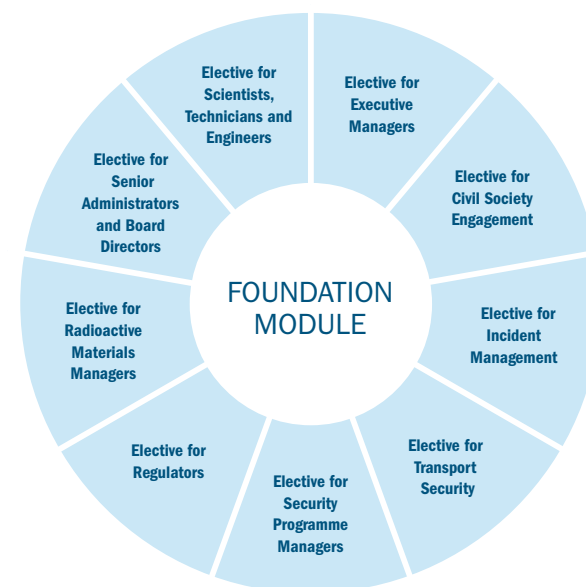 Elective for
Scientists,
Technicians and
Engineers
Elective for
Executive
Managers
Elective for
Civil Society
Engagement
Elective for
Incident
Management
Elective for
Transport
Security
Elective for
Security
Programme
Managers
Elective for
Regulators
Elective for
Radioactive
Materials
Managers
Elective for
Senior
Administrators
and Board
Directors
FOUNDATION
MODULE